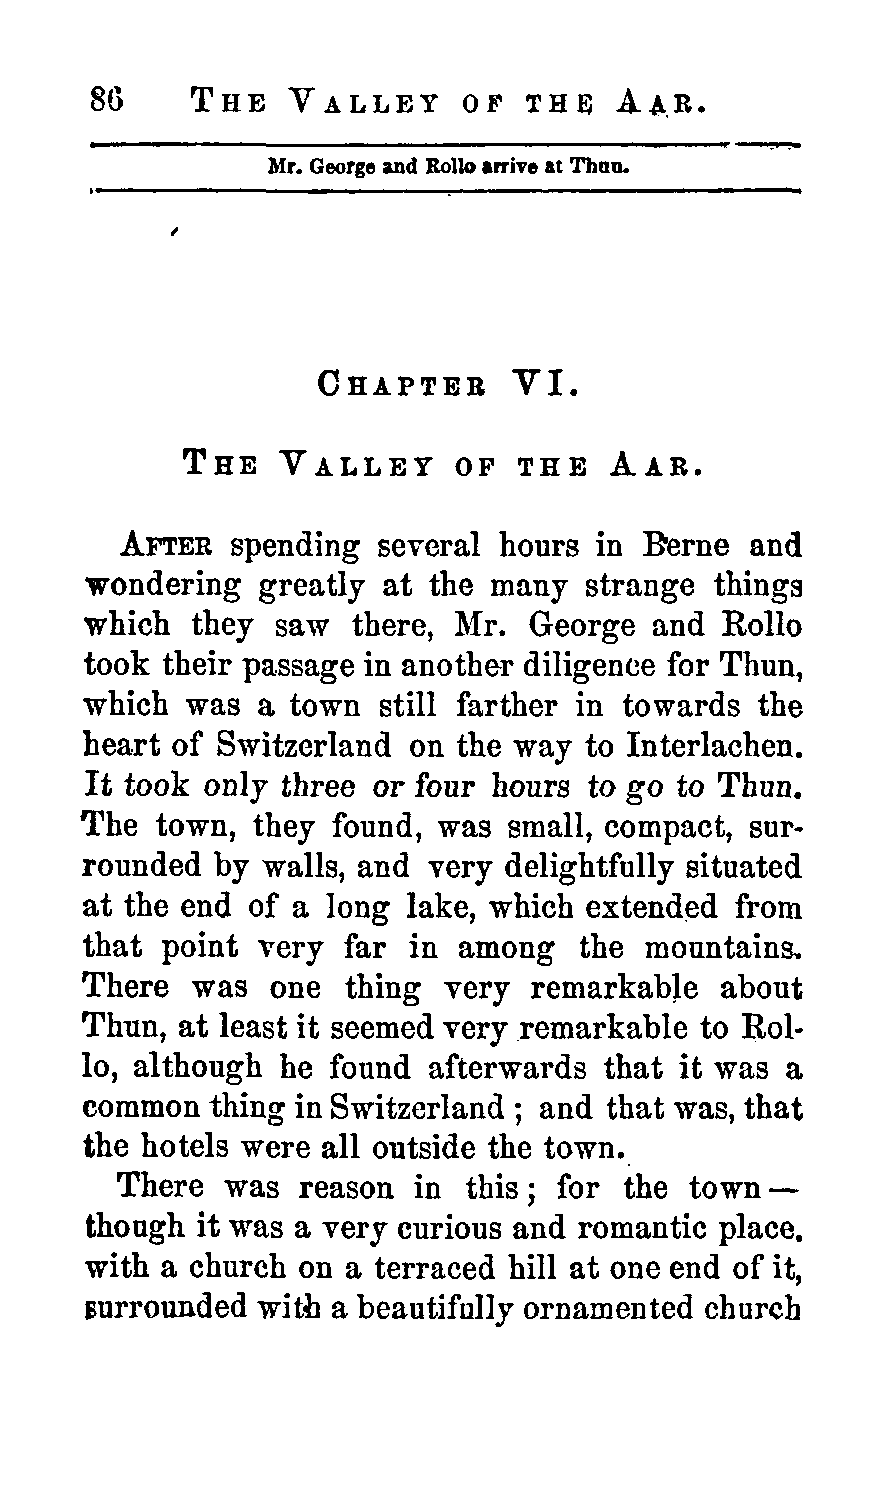 86 THE VALLEY OF THE AAR.
Mr. George and Rollo arrive at Thun.
CHAPTER VI.
THE VALLEY OF THE AAR.
AFTER spending several hours in Berne and
wondering greatly at the many strange things
which they saw there, Mr. George and Rollo
took their passage in another diligence for Thun,
which was a town still farther in towards the
heart of Switzerland on the way to Interlachen.
It took only three or four hours to go to Thun.
The town, they found, was small, compact, sur-
rounded by walls, and very delightfully situated
at the end of a long lake, which extended from
that point very far in among the mountains.
There was one thing very remarkable about
Thun, at least it seemed very remarkable to Rol-
lo, although he found afterwards that it was a
common thing in Switzerland ; and that was, that
the hotels were all outside the town.
There was reason in this ; for the town —
though it was a very curious and romantic place.
with a church on a terraced hill at one end of it,
surrounded with a beautifully ornamented church